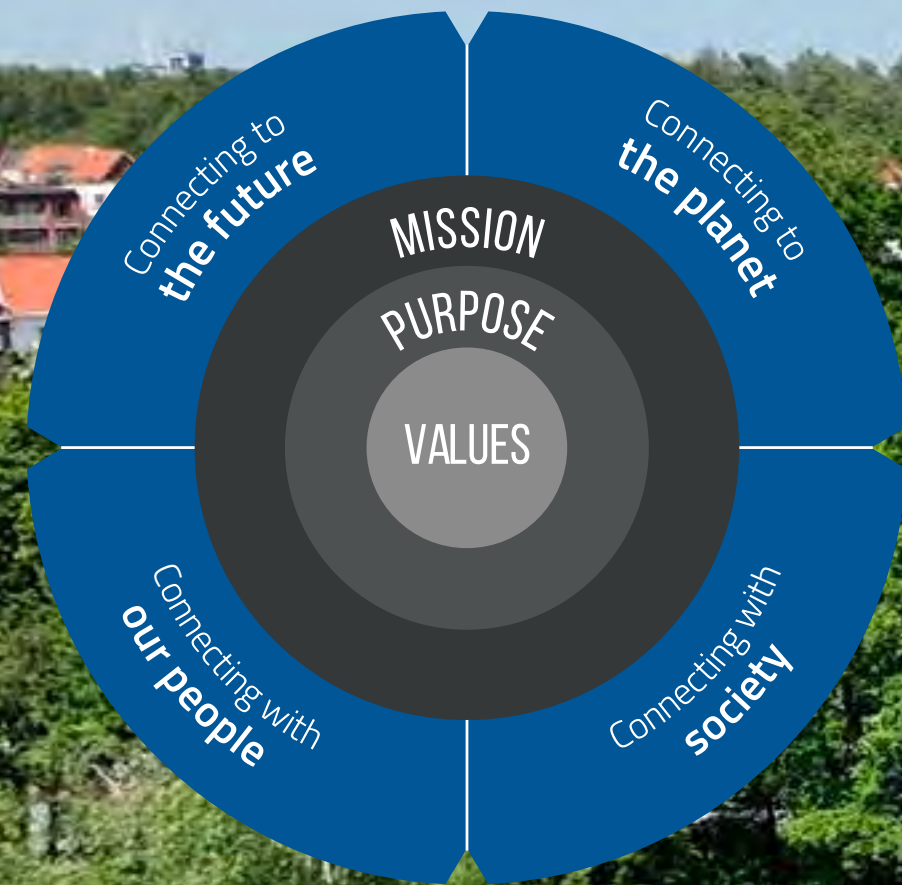 Connecting to
the future
Connecting to
the planet
MISSION
PURPOSE
VALUES
Connecting with
our people
Connecting with
society